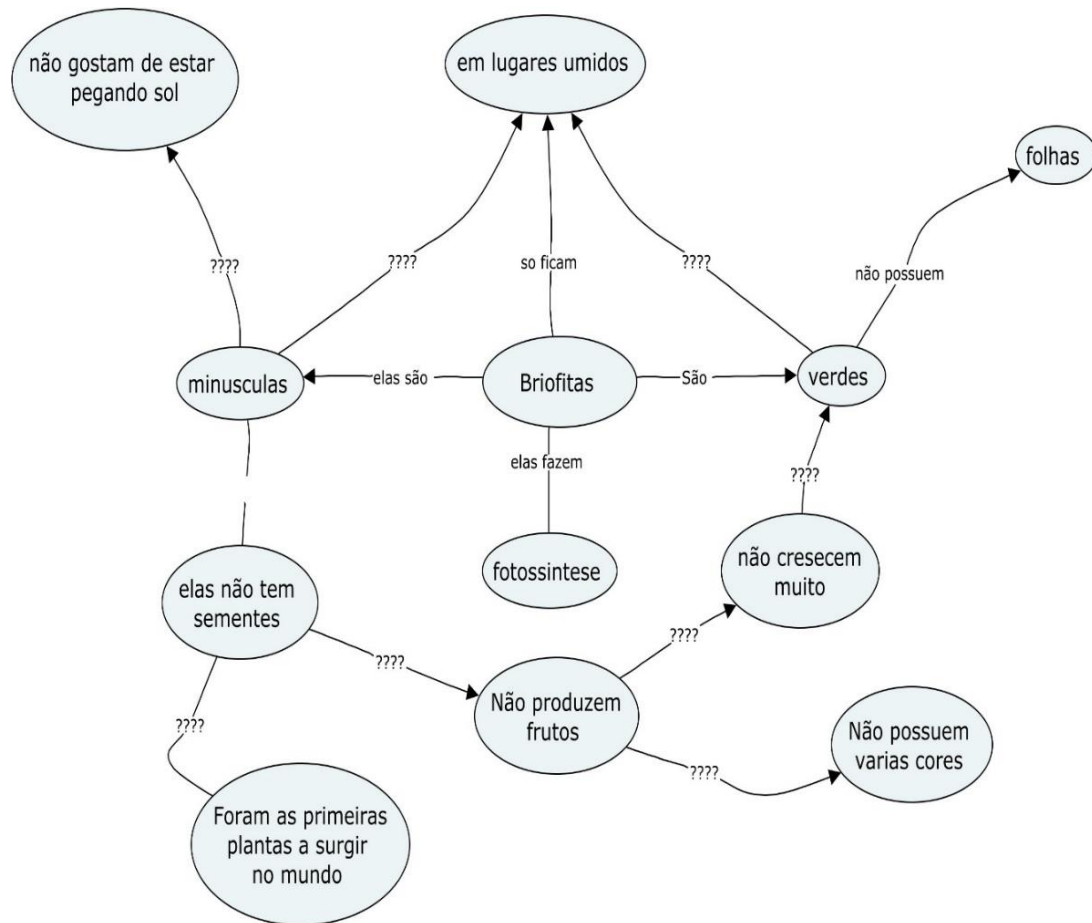 não gostam de estar
pegando sol
em lugares umidos
folhas
????
????
so ficam
????
não possuem
minusculas
elas são
Briofitas
São
verdes
elas fazem
????
elas não tem
sementes
fotossintese
não cresecem
muito
????
????
Não produzem
frutos
????
????
Não possuem
varias cores
Foram as primeiras
plantas a surgir
no mundo